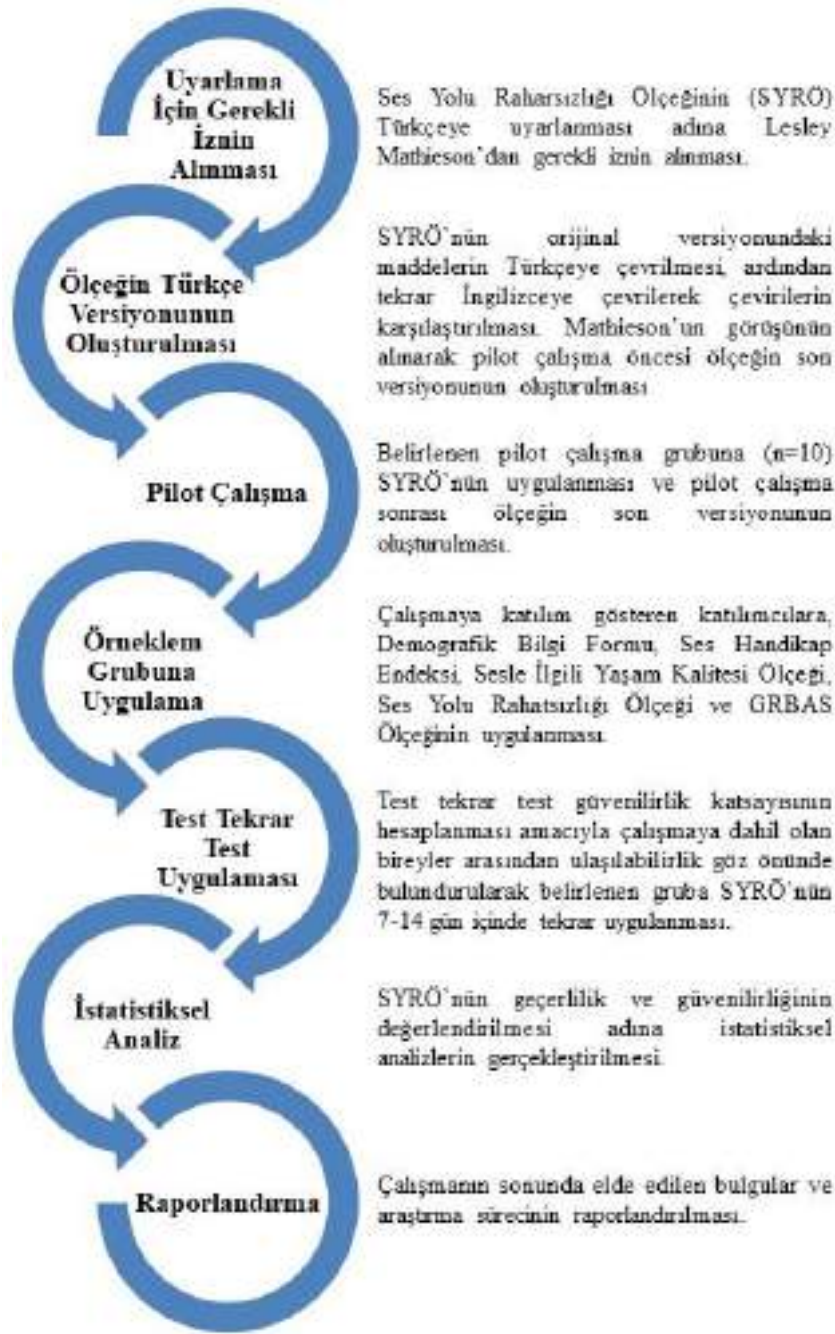 Uyarlama
İçin Gerekli
İznin
Alınması
Ses Yolu Raharsızlığı Ölçeğinin (SYRÖ)
Türkçeye uyarlanması adına Lesley
Mathieson`dan gerekli iznin alınması.
Ölçeğin Türkçe
Versiyonunun
Oluşturulması
SYRÖ`nün orijinal versiyonundaki
maddelerin Türkçeye çevrilmesi, ardından
tekrar İngilizceye çevrilerek çevirilerin
karşılaştırılması. Mathieson`un görüşünün
alınarak pilot çalışma öncesi ölçeğin son
versiyonunun oluşturulması
Pilot Çalışma
Belirlenen pilot çalışma grubuna (n=10)
SYRÖ`nün uygulanması ve pilot çalışma
sonrası ölçeğin son versiyonunun
oluşturulması.
Örneklem
Grubuna
Uygulama
Çalışmaya katılım gösteren katılımcılara,
Demografik Bilgi Formu, Ses Handikap
Endeksi, Sesle İlgili Yaşam Kalitesi Ölçeği,
Ses Yolu Rahatsızlığı Ölçeği ve GRBAS
Ölçeğinin uygulanması.
Test Tekrar
Test
Uygulaması
Test tekrar test güvenilirlik katsayısının
hesaplanması amacıyla çalışmaya dahil olan
bireyler arasından ulaşılabilirlik göz önünde
bulundurularak belirlenen gruba SYRÖ`nün
7-14 gün içinde tekrar uygulanması.
İstatistiksel
Analiz
SYRÖ`nün geçerlilik ve güvenilirliğinin
değerlendirilmesi adına istatistiksel
analizlerin gerçekleştirilmesi.
Raporlandırma
Çalışmanın sonunda elde edilen bulgular ve
araştırma sürecinin raporlandırılması.